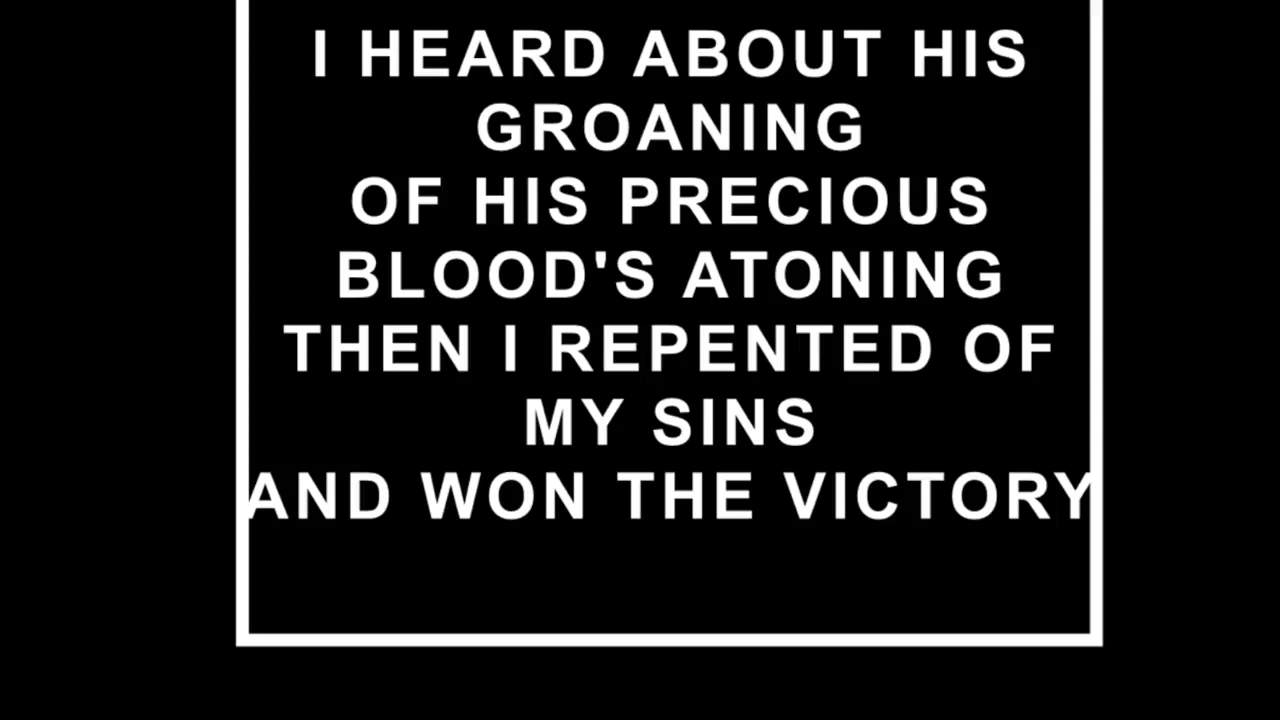 I HEARD ABOUT HIS
GROANING
OF HIS PRECIOUS
BLOOD'S ATONING
THEN I REPENTED OF
MY SINS
AND WON THE VICTORY